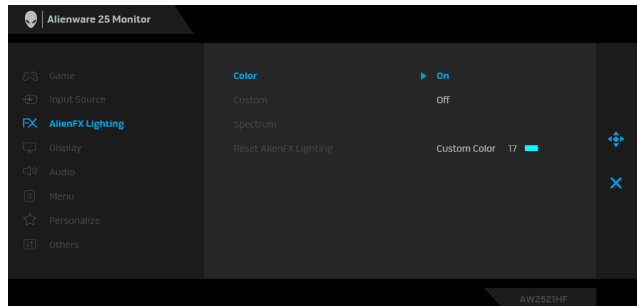 Alienware 25 Monitor
Game
Color
On
Input Source
Custom
Off
FX AlienFX Lighting
Spectrum
Display
Reset AlienFX Lighting
Custom Color 17
Audio
Menu
Personalize
Others
AW2521HF